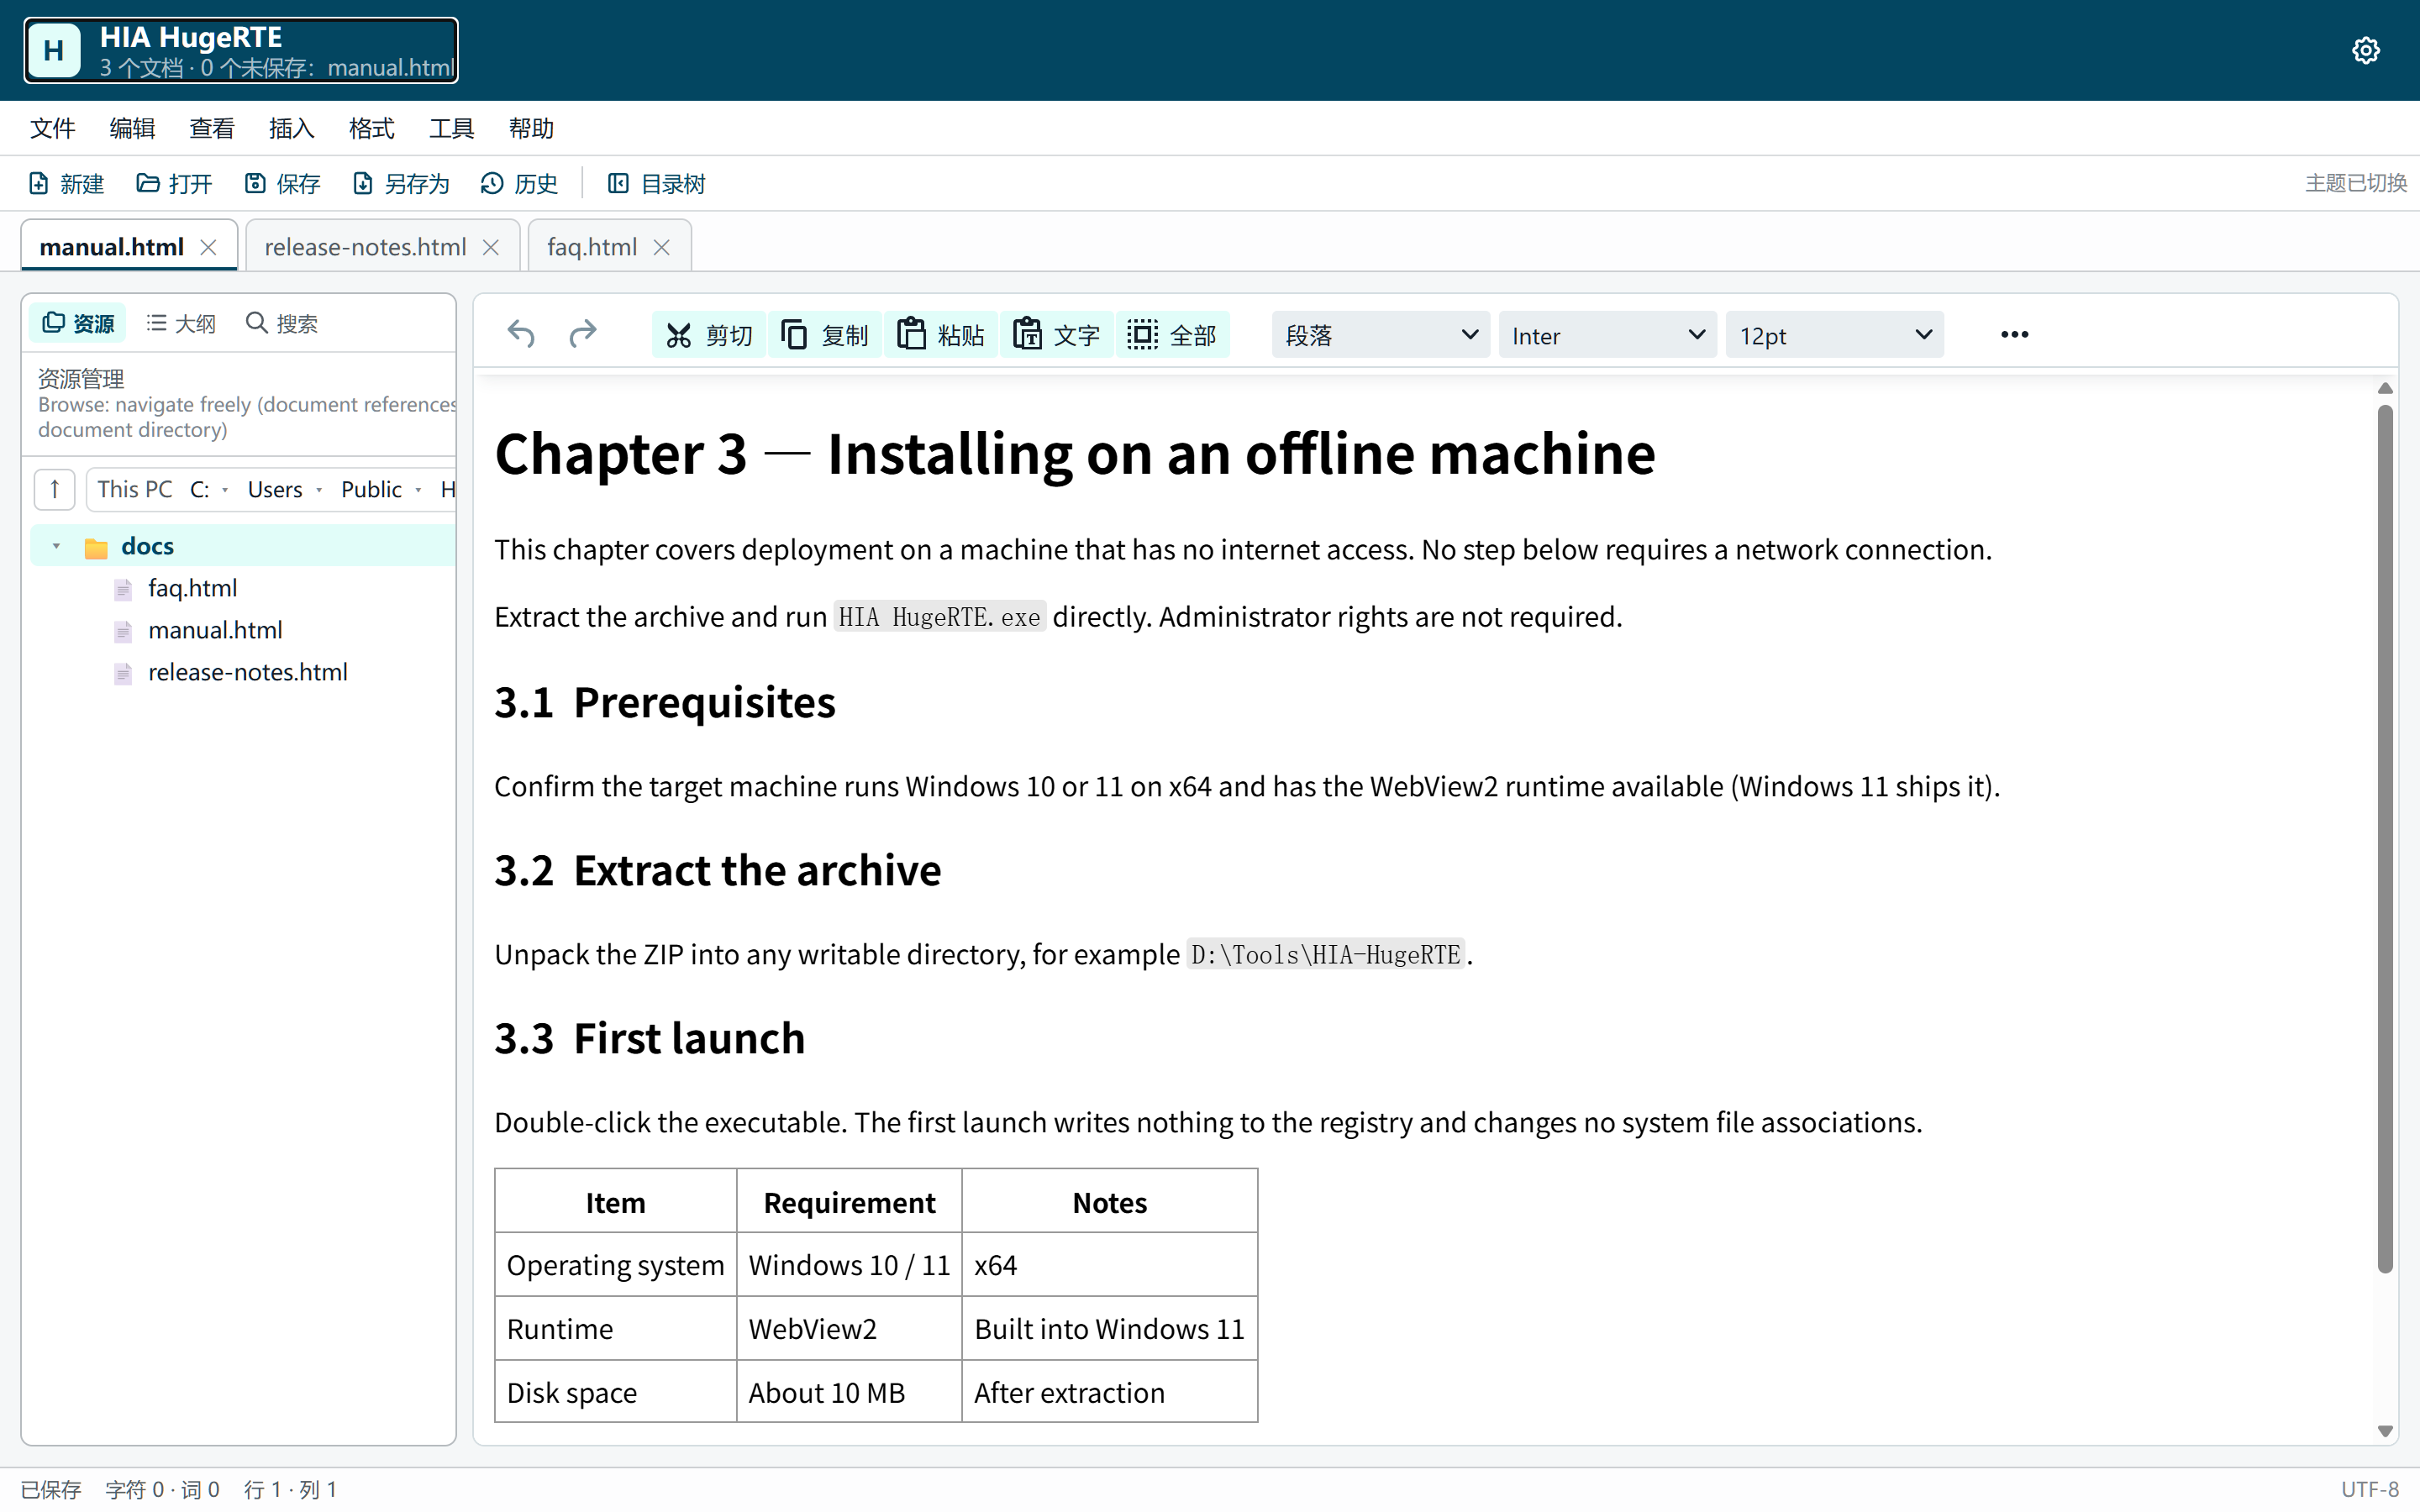 H
HIA HugeRTE
3 个文档 · 0 个未保存: manual.html
文件 编辑 查看 插入 格式 工具 帮助
新建 打开 保存 另存为 历史 目录树 主题已切换
manual.html release-notes.html faq.html
资源 大纲 搜索
资源管理
Browse: navigate freely (document references
document directory)
↑ This PC C: Users Public H
docs
faq.html
manual.html
release-notes.html
剪切 复制 粘贴 文字 全部 段落 Inter 12pt
Chapter 3 — Installing on an offline machine
This chapter covers deployment on a machine that has no internet access. No step below requires a network connection.
Extract the archive and run HIA HugeRTE.exe directly. Administrator rights are not required.
3.1 Prerequisites
Confirm the target machine runs Windows 10 or 11 on x64 and has the WebView2 runtime available (Windows 11 ships it).
3.2 Extract the archive
Unpack the ZIP into any writable directory, for example D:\Tools\HIA-HugeRTE.
3.3 First launch
Double-click the executable. The first launch writes nothing to the registry and changes no system file associations.
Item Requirement Notes
Operating system Windows 10 / 11 x64
Runtime WebView2 Built into Windows 11
Disk space About 10 MB After extraction
已保存 字符 0 · 词 0 行 1 · 列 1 UTF-8